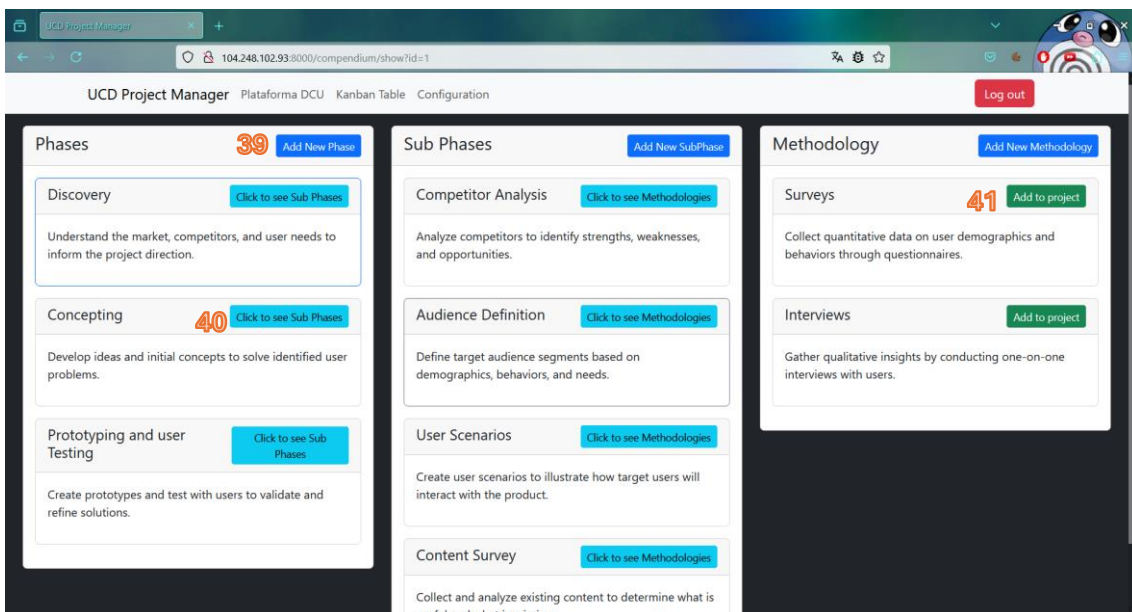 UCD Project Manager
104.248.102.93:8000/compendium/show?id=1
UCD Project Manager Plataforma DCU Kanban Table Configuration Log out
Phases 39 Add New Phase
Discovery Click to see Sub Phases
Understand the market, competitors, and user needs to
inform the project direction.
Concepting 40 Click to see Sub Phases
Develop ideas and initial concepts to solve identified user
problems.
Prototyping and user
Testing
Click to see Sub
Phases
Create prototypes and test with users to validate and
refine solutions.
Sub Phases Add New SubPhase
Competitor Analysis Click to see Methodologies
Analyze competitors to identify strengths, weaknesses,
and opportunities.
Audience Definition Click to see Methodologies
Define target audience segments based on
demographics, behaviors, and needs.
User Scenarios Click to see Methodologies
Create user scenarios to illustrate how target users will
interact with the product.
Content Survey Click to see Methodologies
Collect and analyze existing content to determine what is
Methodology Add New Methodology
Surveys 41 Add to project
Collect quantitative data on user demographics and
behaviors through questionnaires.
Interviews Add to project
Gather qualitative insights by conducting one-on-one
interviews with users.